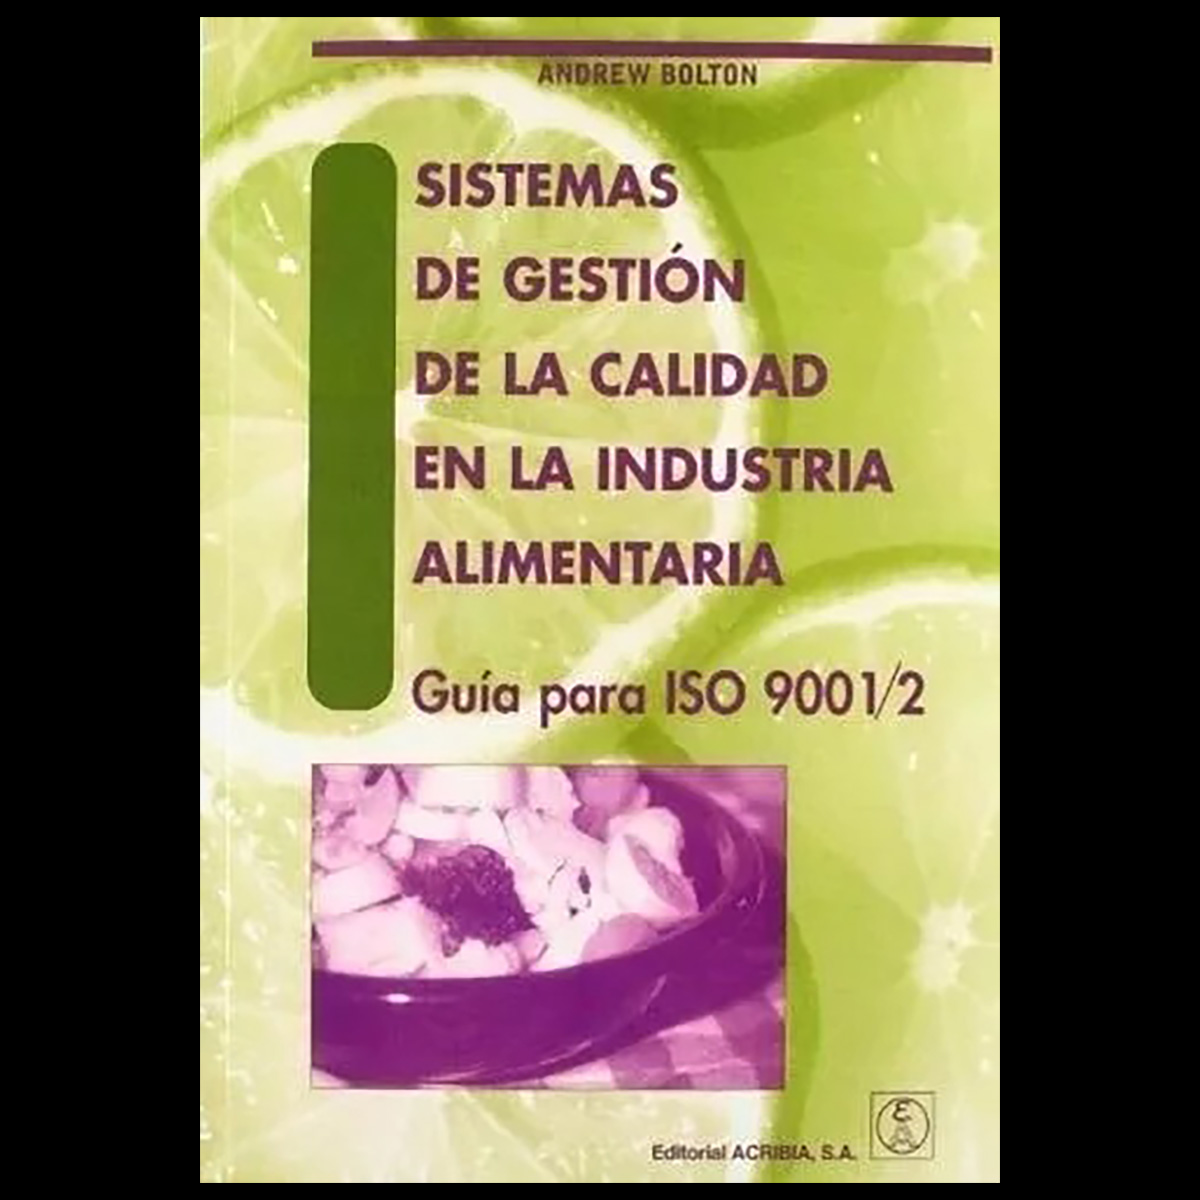 ANDREW BOLTON
SISTEMAS
DE GESTIÓN
DE LA CALIDAD
EN LA INDUSTRIA
ALIMENTARIA
Guía para ISO 9001/2
Editorial ACRIBIA, S.A.
EA